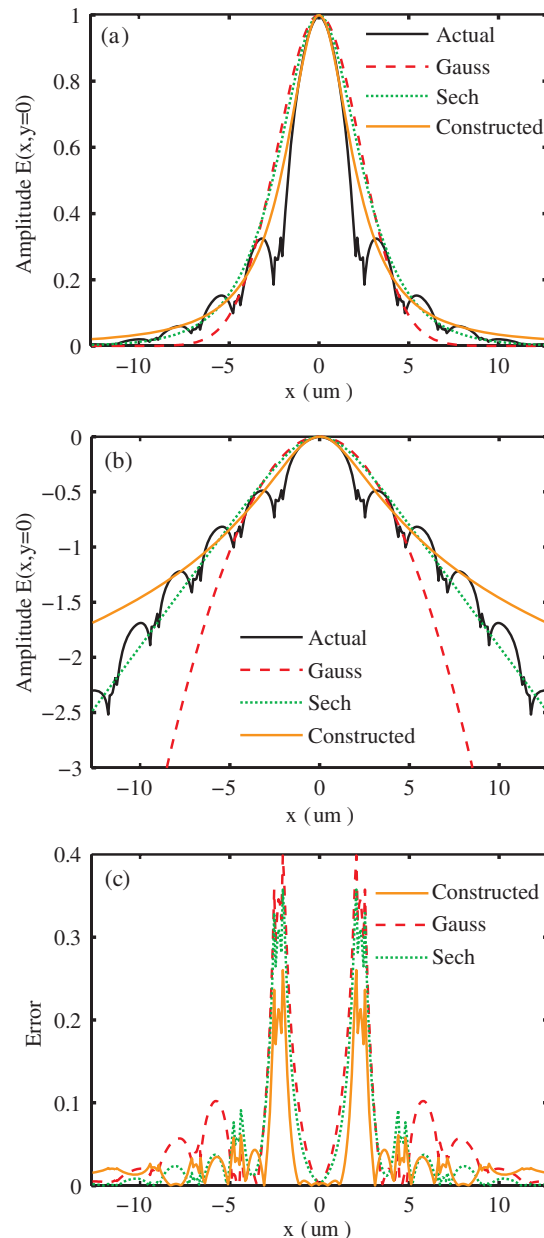 (a)
Actual
Gauss
Sech
Constructed
Amplitude E(x,y=0)
1
0.8
0.6
0.4
0.2
0
−10 −5 0 5 10
x (um)
(b)
Amplitude E(x,y=0)
0
−0.5
−1
−1.5
−2
−2.5
−3
Actual
Gauss
Sech
Constructed
−10 −5 0 5 10
x (um)
(c)
Constructed
Gauss
Sech
Error
0.4
0.3
0.2
0.1
0
−10 −5 0 5 10
x (um)